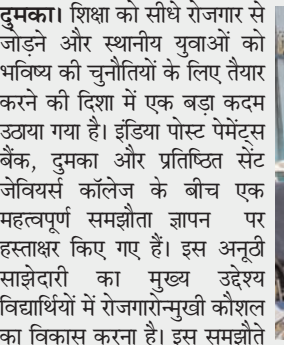 दुमका। शिक्षा को सीधे रोजगार से
जोड़ने और स्थानीय युवाओं को
भविष्य की चुनौतियों के लिए तैयार
करने की दिशा में एक बड़ा कदम
उठाया गया है। इंडिया पोस्ट पेमेंट्स
बैंक, दुमका और प्रतिष्ठित सेंट
जेवियर्स कॉलेज के बीच एक
महत्वपूर्ण समझौता ज्ञापन पर
हस्ताक्षर किए गए हैं। इस अनूठी
साझेदारी का मुख्य उद्देश्य
विद्यार्थियों में रोजगारोन्मुखी कौशल
का विकास करना है। इस समझौते